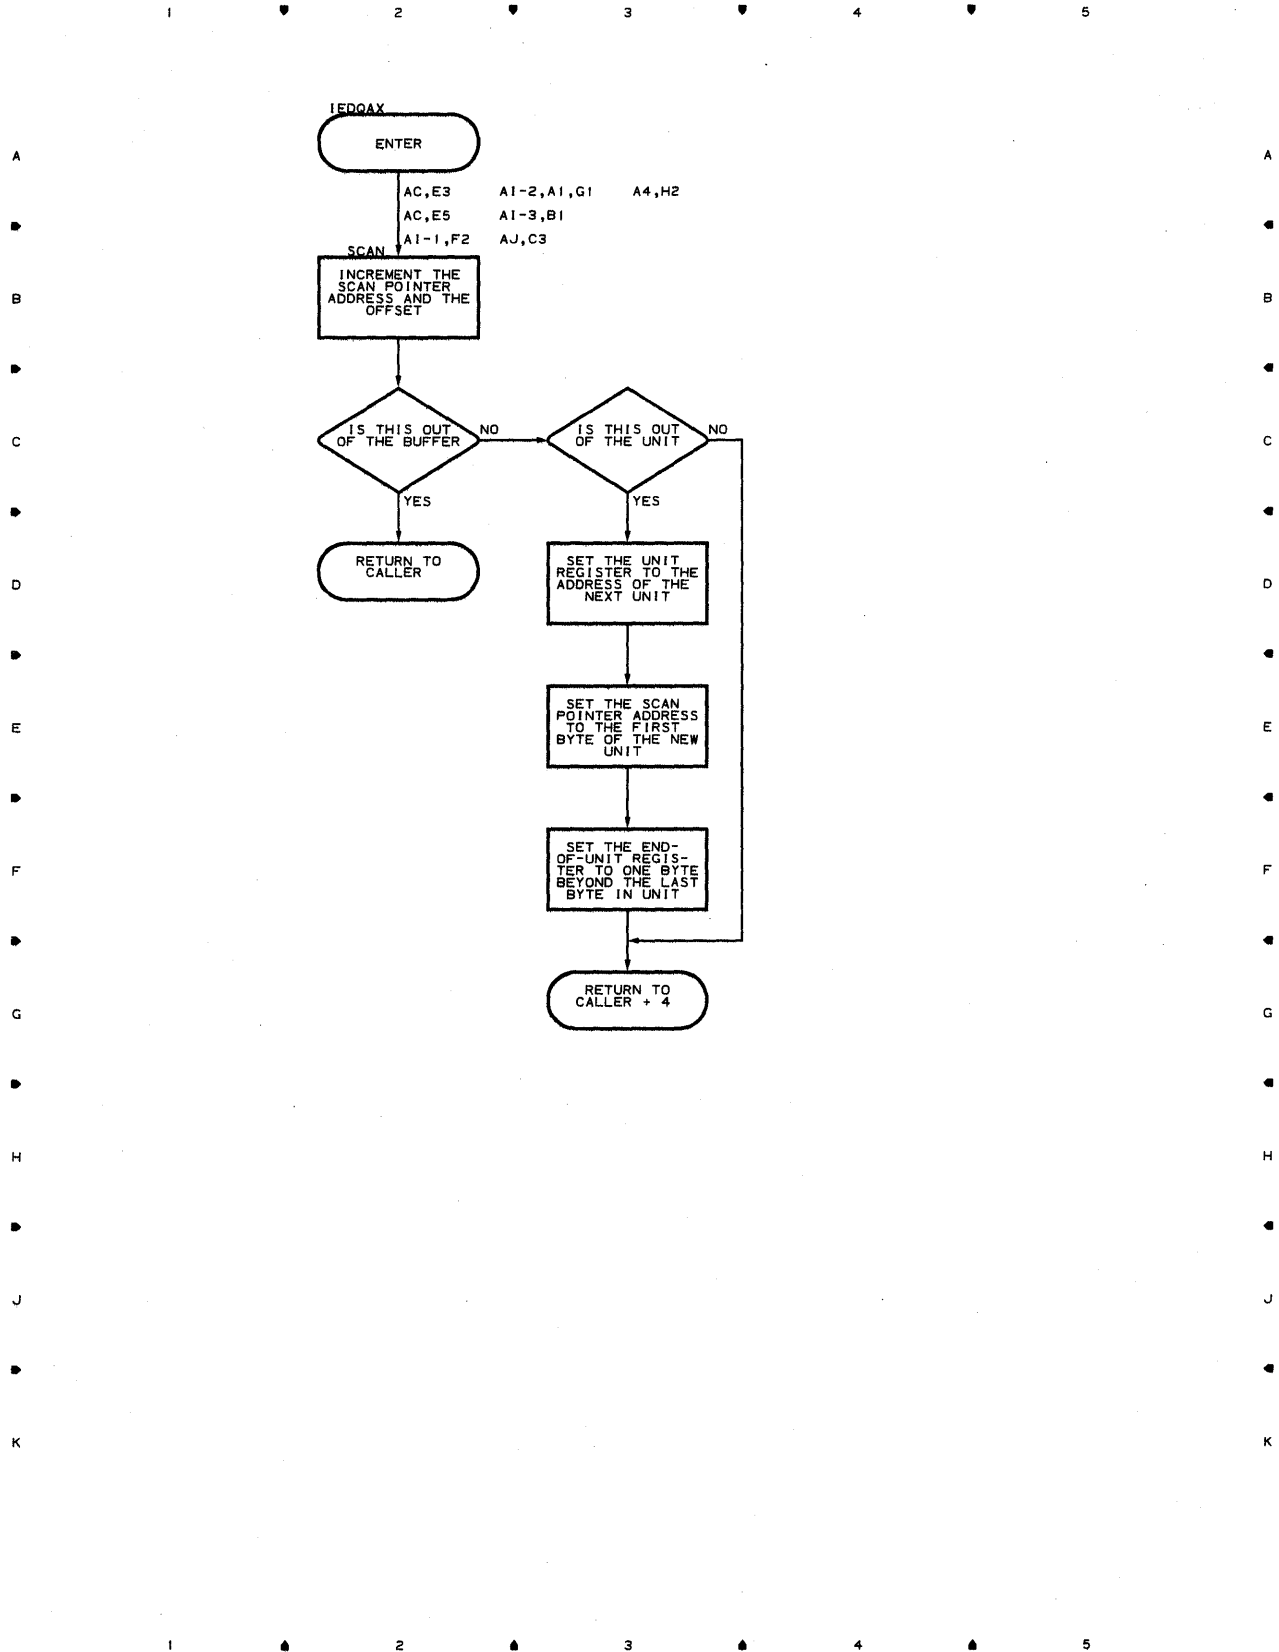 1 2 3 4 5
IEDQAX
ENTER
A A
AC,E3 AI-2,A1,G1 A4,H2
AC,E5 AI-3,B1
AI-1,F2 AJ,C3
SCAN
INCREMENT THE
SCAN POINTER
ADDRESS AND THE
OFFSET
B B
IS THIS OUT
OF THE BUFFER
NO
IS THIS OUT
OF THE UNIT
NO
C C
YES
YES
RETURN TO
CALLER
SET THE UNIT
REGISTER TO THE
ADDRESS OF THE
NEXT UNIT
D D
SET THE SCAN
POINTER ADDRESS
TO THE FIRST
BYTE OF THE NEW
UNIT
E E
SET THE END-
OF-UNIT REGIS-
TER TO ONE BYTE
BEYOND THE LAST
BYTE IN UNIT
F F
RETURN TO
CALLER + 4
G G
H H
J J
K K
1 2 3 4 5